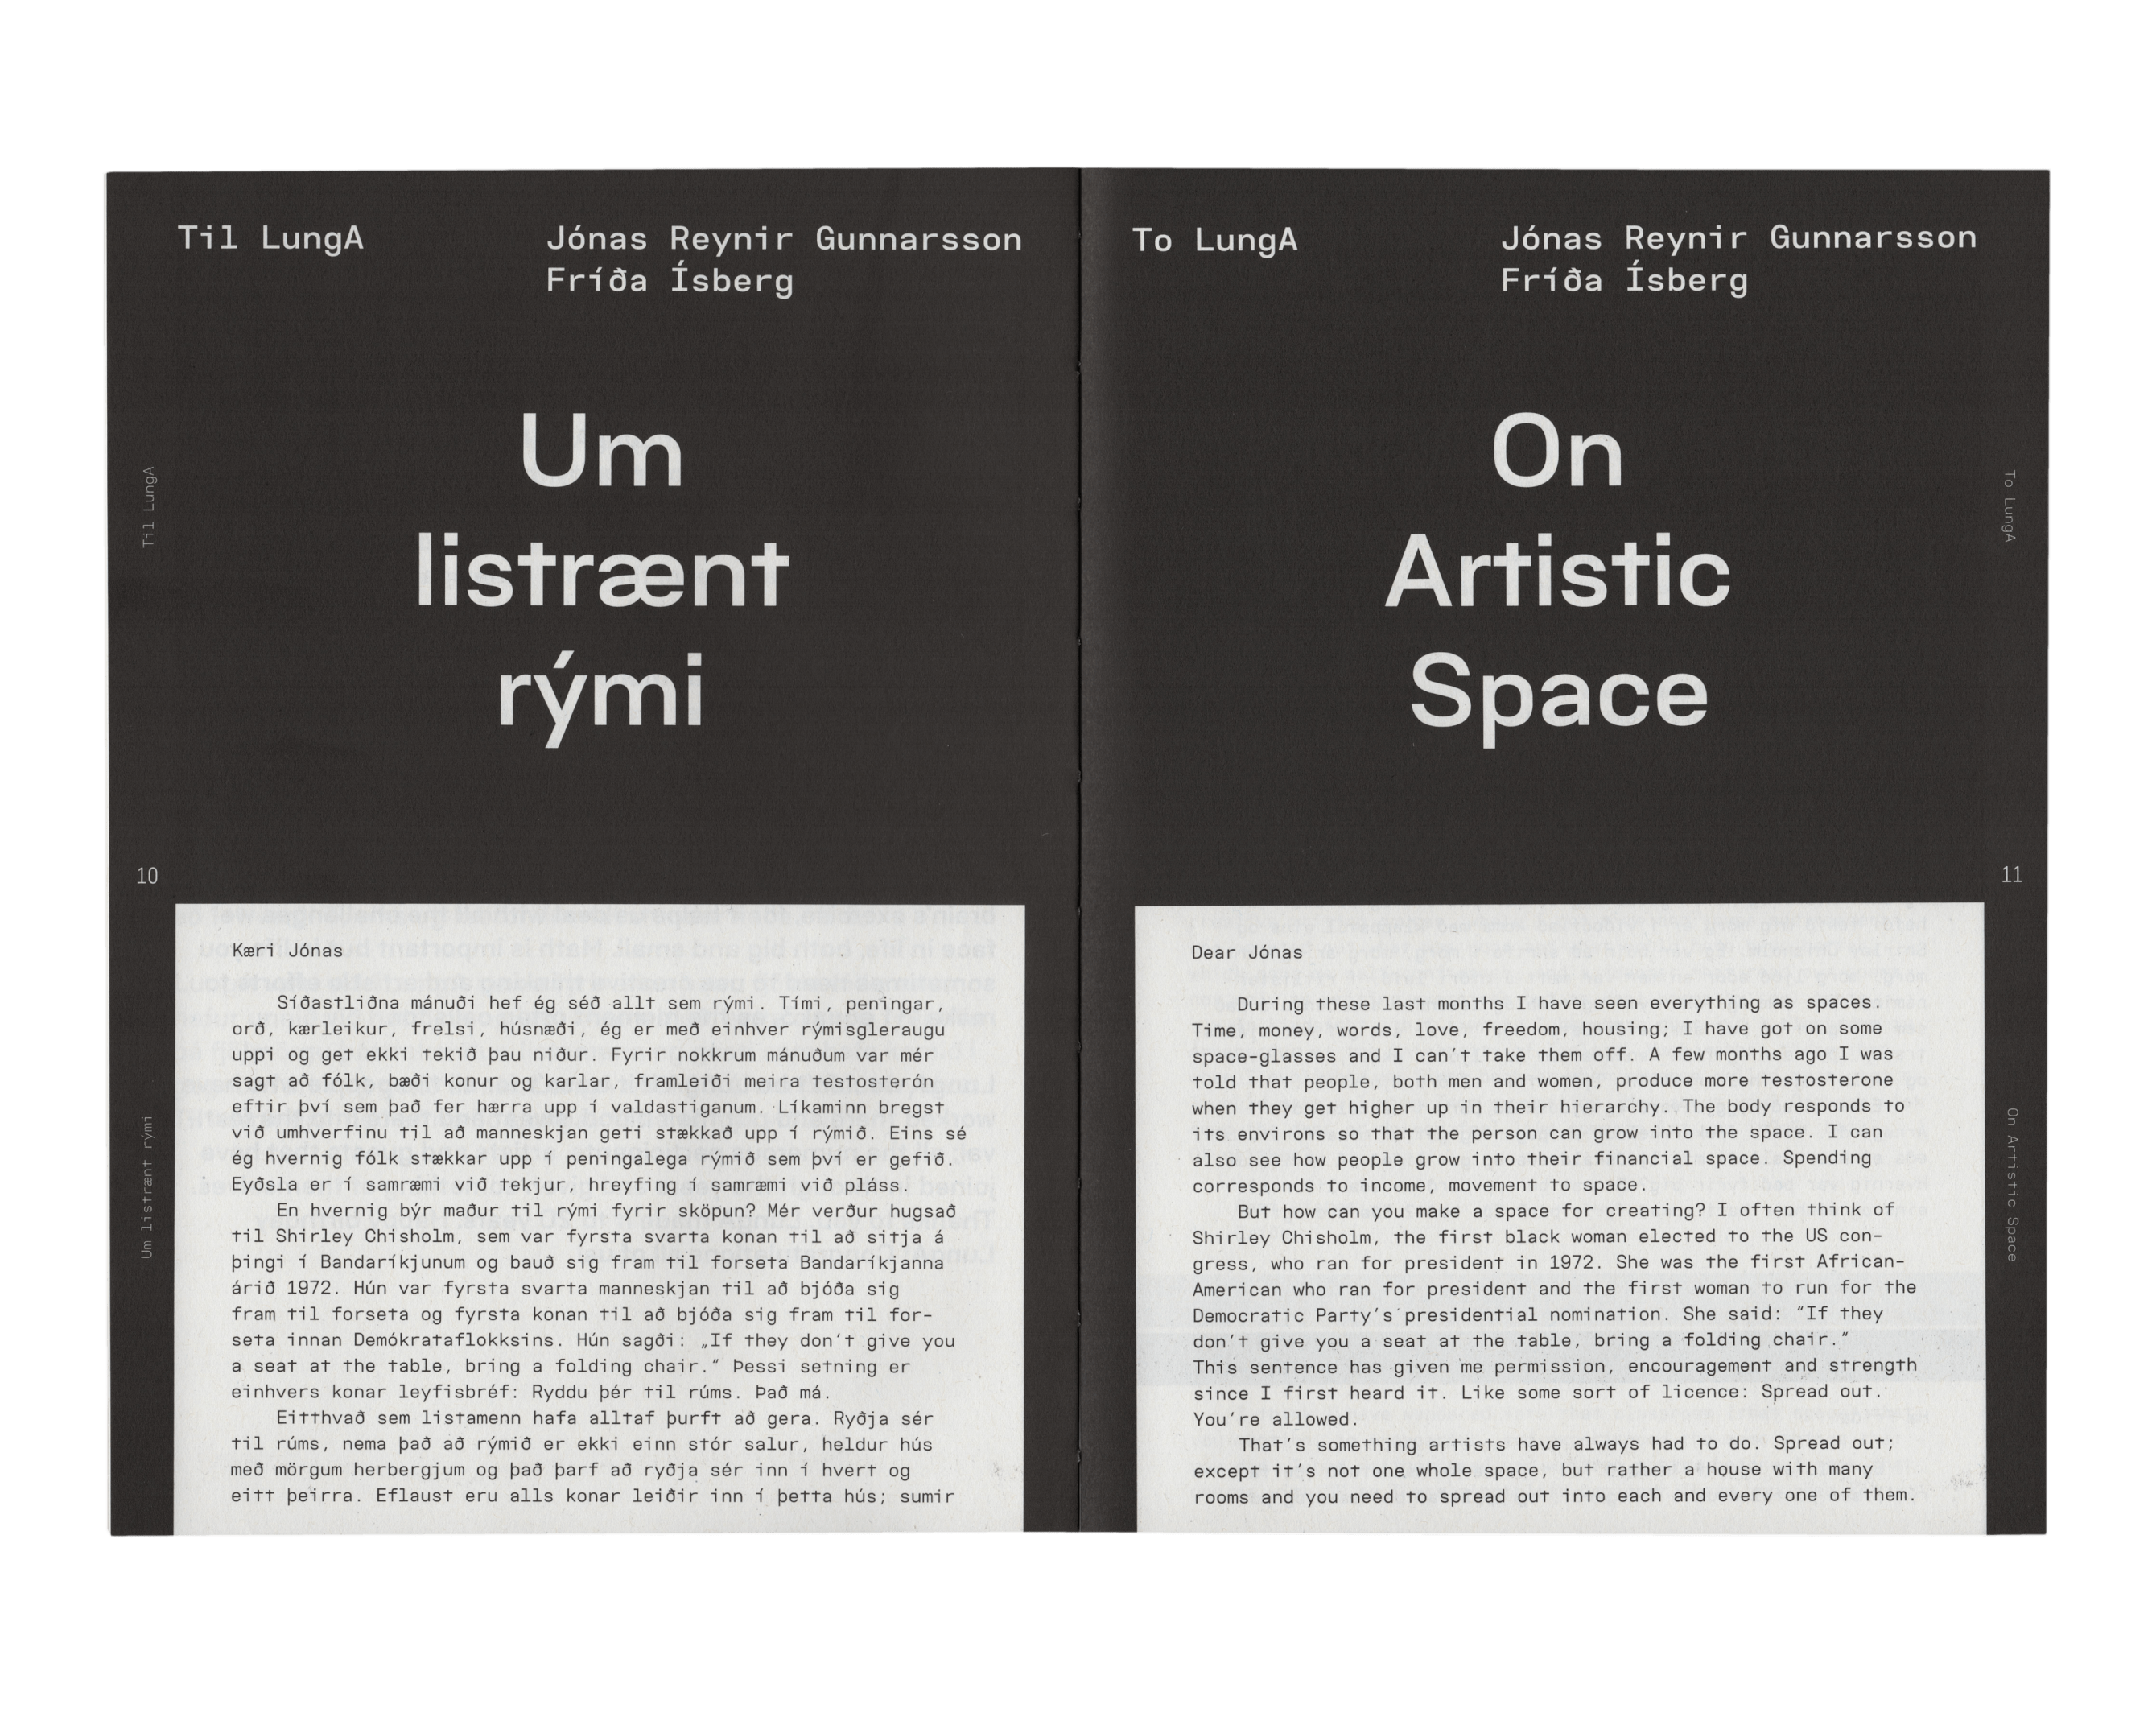 Til LungA
Jónas Reynir Gunnarsson
Fríða Ísberg
Um
listrænt
rými
Til LungA
10
Um listrænt rými
Kæri Jónas
Síðastliðna mánuði hef ég séð allt sem rými. Tími, peningar,
orð, kærleikur, frelsi, húsnæði, ég er með einhver rýmisgleraugu
uppi og get ekki tekið þau niður. Fyrir nokkrum mánuðum var mér
sagt að fólk, bæði konur og karlar, framleiði meira testosterón
eftir því sem það fer hærra upp í valdastiganum. Líkaminn bregst
við umhverfinu til að manneskjan geti stækkað upp í rýmið. Eins sé
ég hvernig fólk stækkar upp í peningalega rýmið sem því er gefið.
Eyðsla er í samræmi við tekjur, hreyfing í samræmi við pláss.
En hvernig býr maður til rými fyrir sköpun? Mér verður hugsað
til Shirley Chisholm, sem var fyrsta svarta konan til að sitja á
þingi í Bandaríkjunum og bauð sig fram til forseta Bandaríkjanna
árið 1972. Hún var fyrsta svarta manneskjan til að bjóða sig
fram til forseta og fyrsta konan til að bjóða sig fram til for-
seta innan Demókrataflokksins. Hún sagði: „If they don't give you
a seat at the table, bring a folding chair.“ Þessi setning er
einhvers konar leyfisbréf: Ryddu þér til rúms. Það má.
Eitthvað sem listamenn hafa alltaf þurft að gera. Ryðja sér
til rúms, nema það að rýmið er ekki einn stór salur, heldur hús
með mörgum herbergjum og það þarf að ryðja sér inn í hvert og
eitt þeirra. Eflaust eru alls konar leiðir inn í þetta hús; sumir
To LungA
Jónas Reynir Gunnarsson
Fríða Ísberg
On
Artistic
Space
To LungA
11
On Artistic Space
Dear Jónas
During these last months I have seen everything as spaces.
Time, money, words, love, freedom, housing; I have got on some
space-glasses and I can't take them off. A few months ago I was
told that people, both men and women, produce more testosterone
when they get higher up in their hierarchy. The body responds to
its environs so that the person can grow into the space. I can
also see how people grow into their financial space. Spending
corresponds to income, movement to space.
But how can you make a space for creating? I often think of
Shirley Chisholm, the first black woman elected to the US con-
gress, who ran for president in 1972. She was the first African-
American who ran for president and the first woman to run for the
Democratic Party's presidential nomination. She said: “If they
don't give you a seat at the table, bring a folding chair.“
This sentence has given me permission, encouragement and strength
since I first heard it. Like some sort of licence: Spread out.
You're allowed.
That's something artists have always had to do. Spread out;
except it's not one whole space, but rather a house with many
rooms and you need to spread out into each and every one of them.